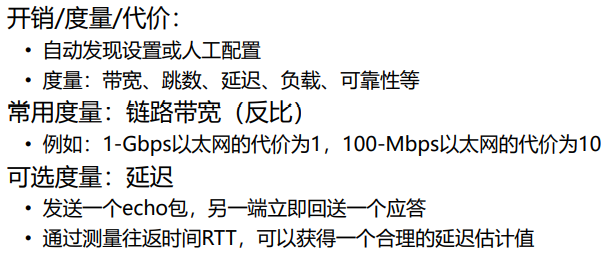 开销/度量/代价：
• 自动发现设置或人工配置
• 度量：带宽、跳数、延迟、负载、可靠性等
常用度量：链路带宽（反比）
• 例如：1-Gbps以太网的代价为1，100-Mbps以太网的代价为10
可选度量：延迟
• 发送一个echo包，另一端立即回送一个应答
• 通过测量往返时间RTT，可以获得一个合理的延迟估计值